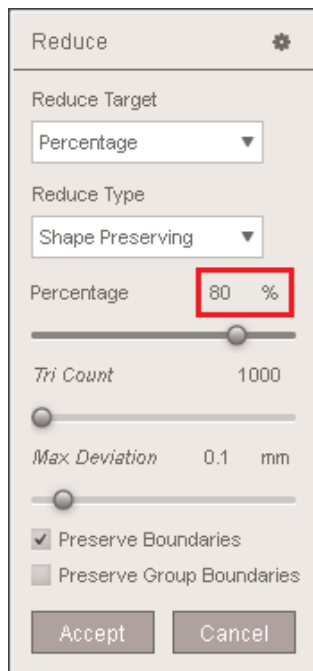 Reduce
Reduce Target
Percentage
Reduce Type
Shape Preserving
Percentage 80 %
Tri Count 1000
Max Deviation 0.1 mm
Preserve Boundaries
Preserve Group Boundaries
Accept Cancel